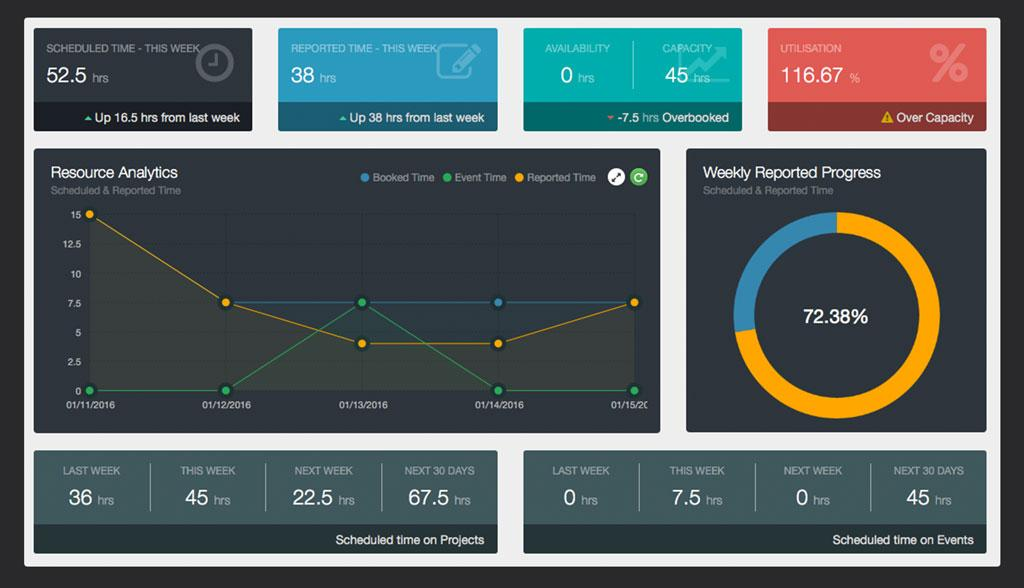 SCHEDULED TIME - THIS WEEK
52.5 hrs
Up 16.5 hrs from last week
REPORTED TIME - THIS WEEK
38 hrs
Up 38 hrs from last week
AVAILABILITY
0 hrs
CAPACITY
45 hrs
-7.5 hrs Overbooked
UTILISATION
116.67 %
Over Capacity
Resource Analytics
Scheduled & Reported Time
Booked Time Event Time Reported Time
15
12.5
10
7.5
5
2.5
0
01/11/2016 01/12/2016 01/13/2016 01/14/2016 01/15/20
Weekly Reported Progress
Scheduled & Reported Time
72.38%
LAST WEEK THIS WEEK NEXT WEEK NEXT 30 DAYS
36 hrs 45 hrs 22.5 hrs 67.5 hrs
Scheduled time on Projects
LAST WEEK THIS WEEK NEXT WEEK NEXT 30 DAYS
0 hrs 7.5 hrs 0 hrs 45 hrs
Scheduled time on Events